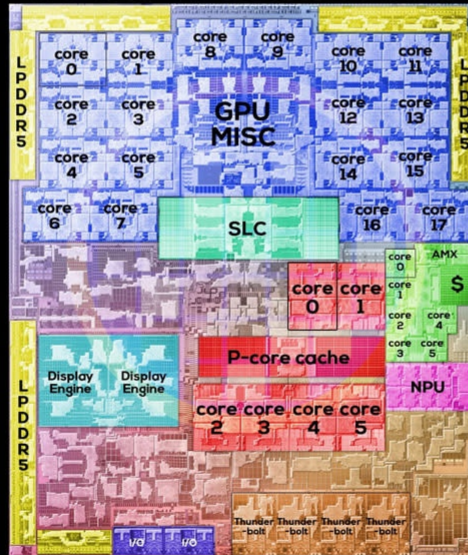 LPDDR5
core 0
core 1
core 8
core 9
core 10
core 11
LPDDR5
core 2
core 3
GPU MISC
core 12
core 13
core 4
core 5
core 14
core 15
core 6
core 7
SLC
core 16
core 17
core 0
core 1
core 0
AMX
$
core 1
core 2
core 4
core 3
core 5
P-core cache
LPDDR5
Display Engine
Display Engine
NPU
core 2
core 3
core 4
core 5
Thunder-bolt
Thunder-bolt
Thunder-bolt
Thunder-bolt
I/O
I/O